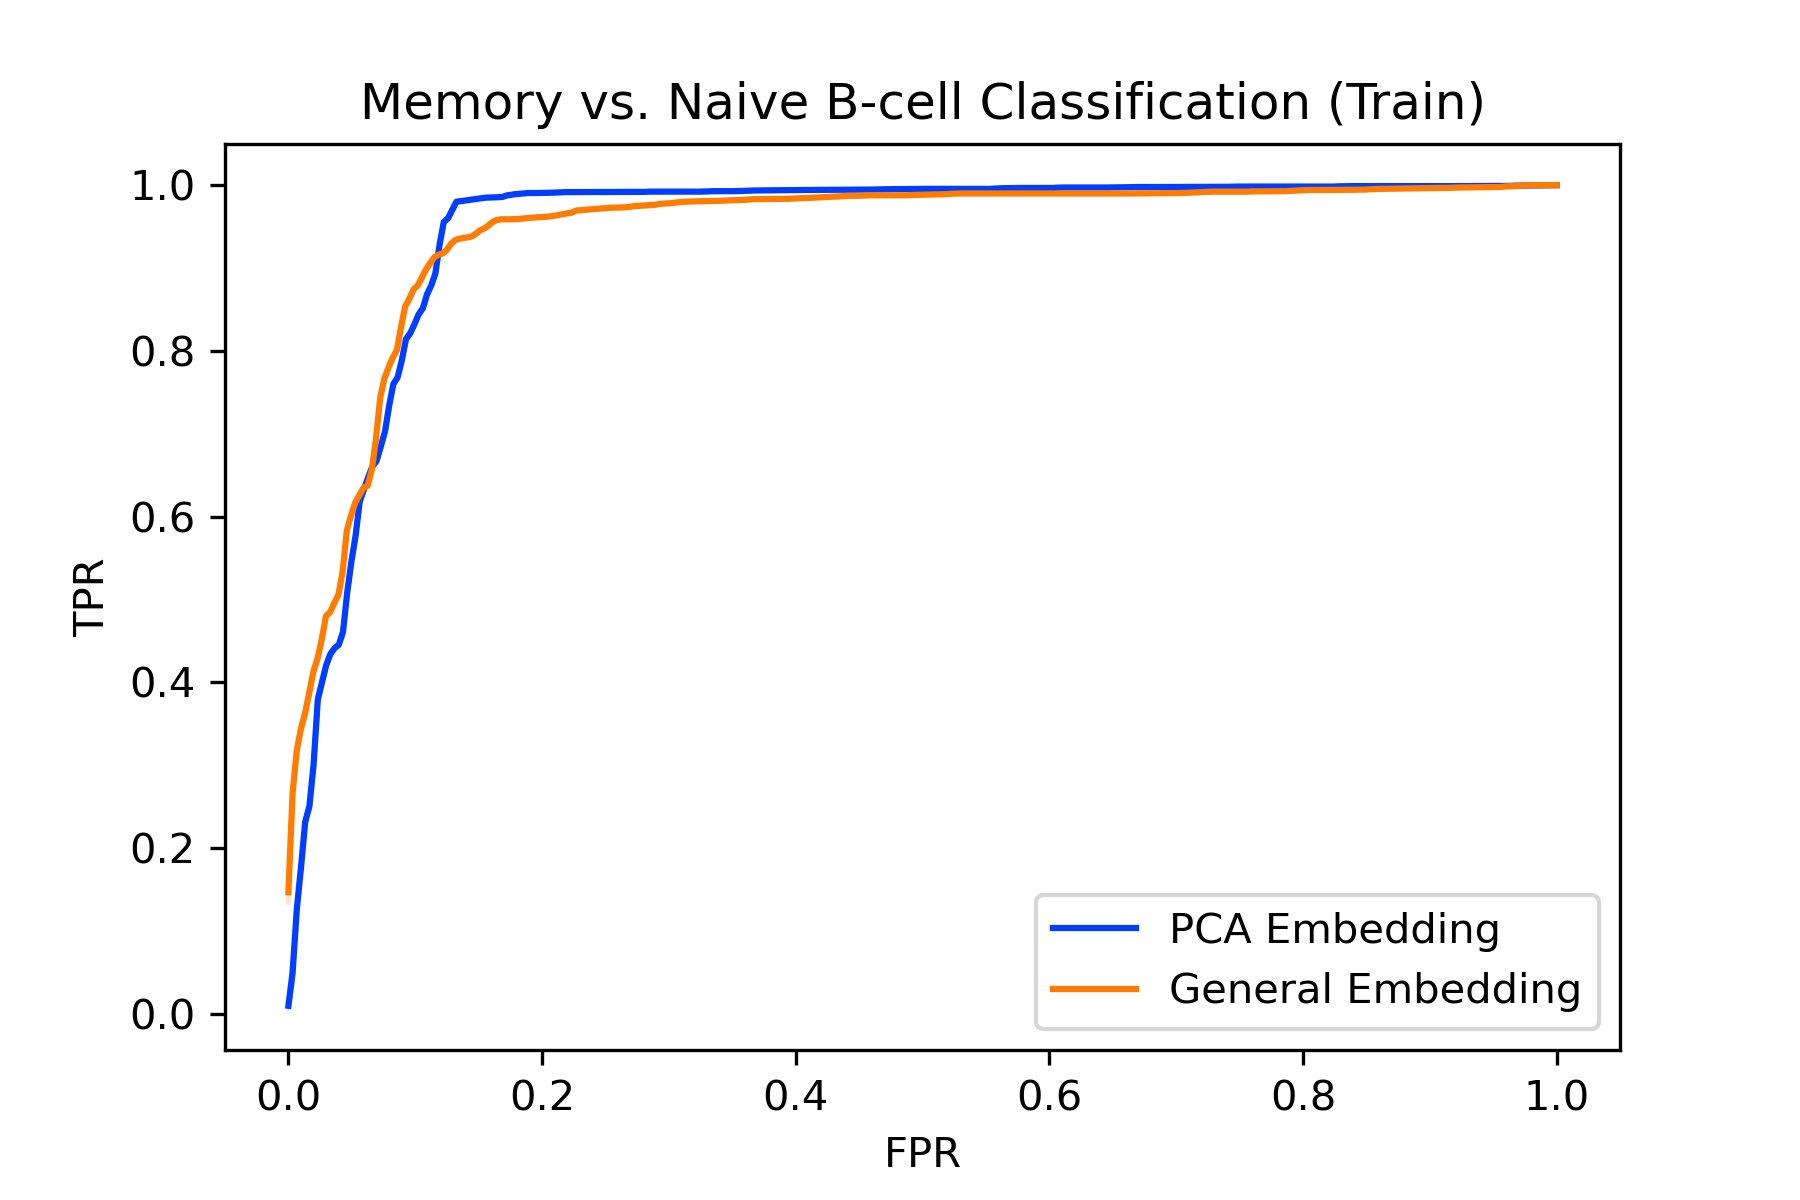 Memory vs. Naive B-cell Classification (Train)
1.0
0.8
0.6
0.4
0.2
0.0
TPR
PCA Embedding
General Embedding
0.0 0.2 0.4 0.6 0.8 1.0
FPR